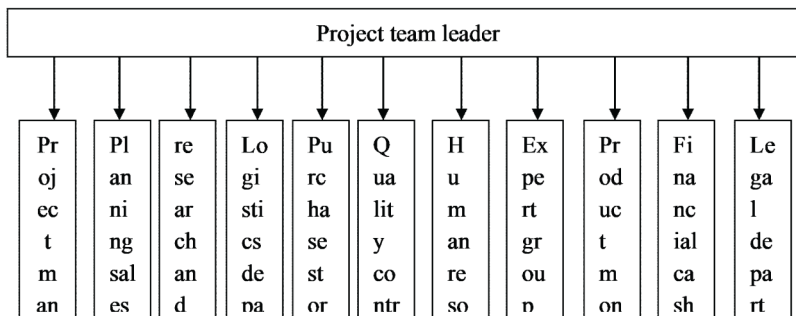 Project team leader
Pr
oj
ec
t
m
an
Pl
an
ni
ng
sal
es
re
se
ar
ch
an
d
Lo
gi
sti
cs
de
pa
Pu
rc
ha
se
st
or
Q
ua
lit
y
co
ntr
H
u
m
an
re
so
Ex
pe
rt
gr
ou
p
Pr
od
uc
t
m
on
Fi
na
nc
ial
ca
sh
Le
ga
l
de
pa
rt